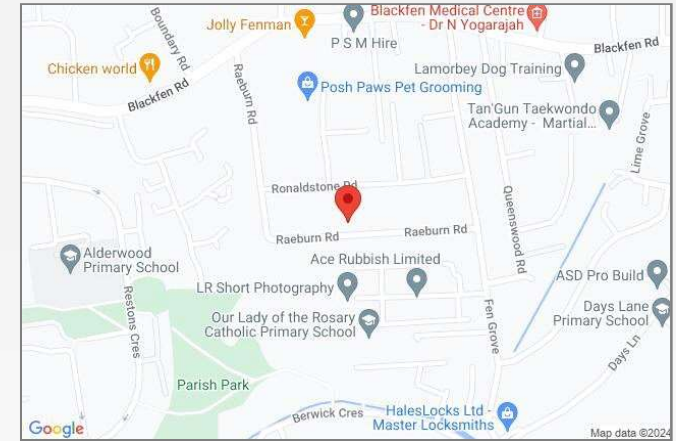 Boundary Rd
Jolly Fenman
Blackfen Medical Centre
- Dr N Yogarajah
P S M Hire
Blackfen Rd
Chicken world
Blackfen Rd
Raeburn Rd
Lamorbey Dog Training
Posh Paws Pet Grooming
Tan'Gun Taekwondo
Academy - Martial...
Lime Grove
Ronaldstone Rd
Queenswood Rd
Raeburn Rd
Raeburn Rd
Alderwood
Primary School
Ace Rubbish Limited
ASD Pro Build
LR Short Photography
Restons Cres
Our Lady of the Rosary
Catholic Primary School
Fen Grove
Days Lane
Primary School
Days Ln
Parish Park
Berwick Cres
HalesLocks Ltd -
Master Locksmiths
Google
Map data ©2024